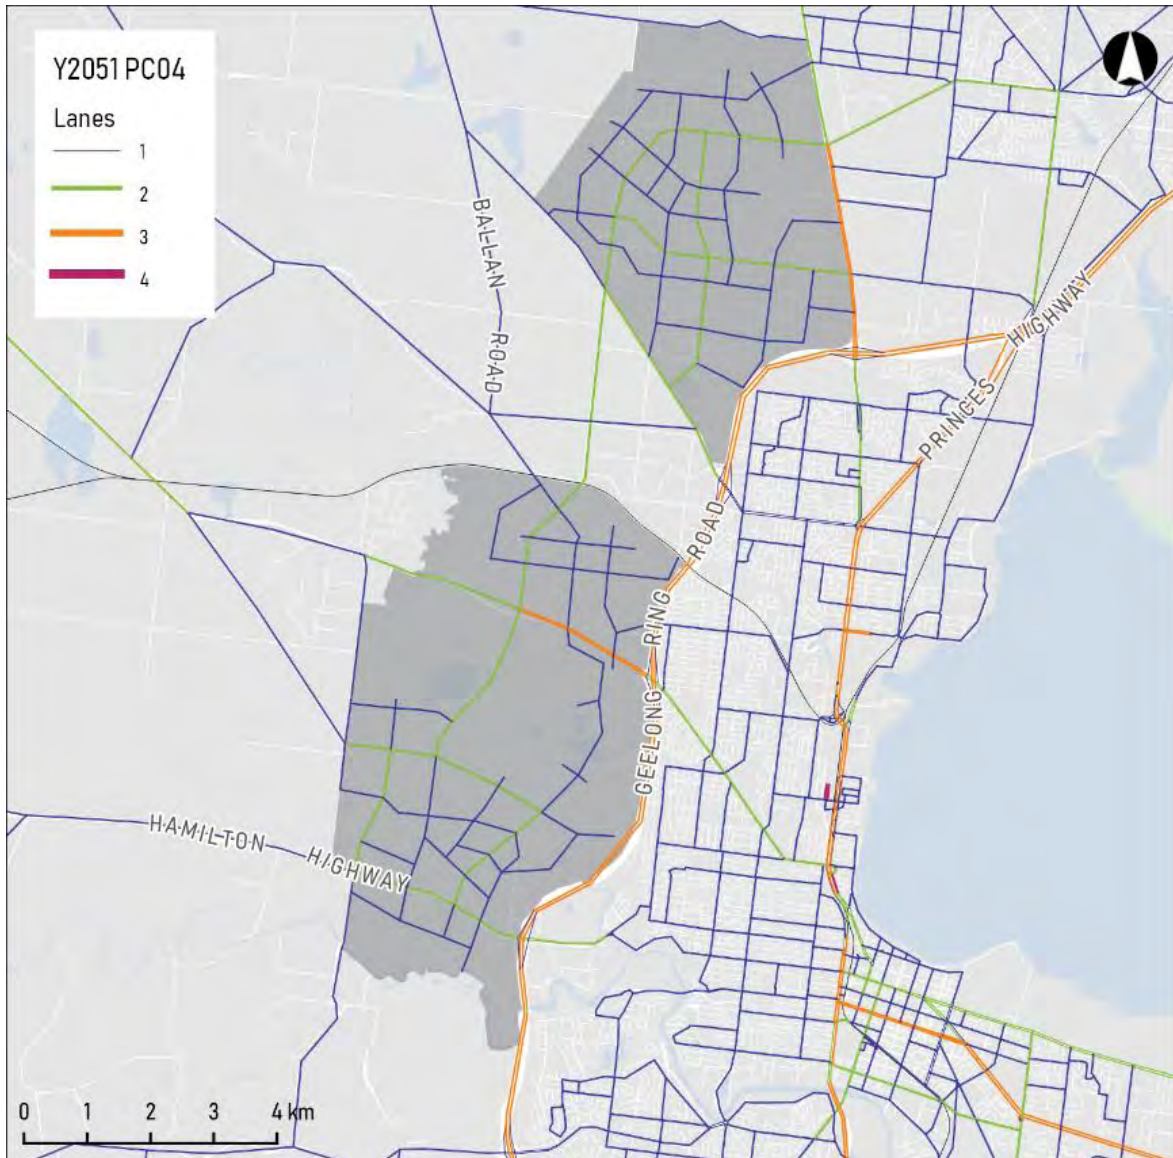 Y2051 PC04
Lanes
1
2
3
4
BALLAN ROAD
PRINCES HIGHWAY
GEELONG RING ROAD
HAMILTON HIGHWAY
0 1 2 3 4 km